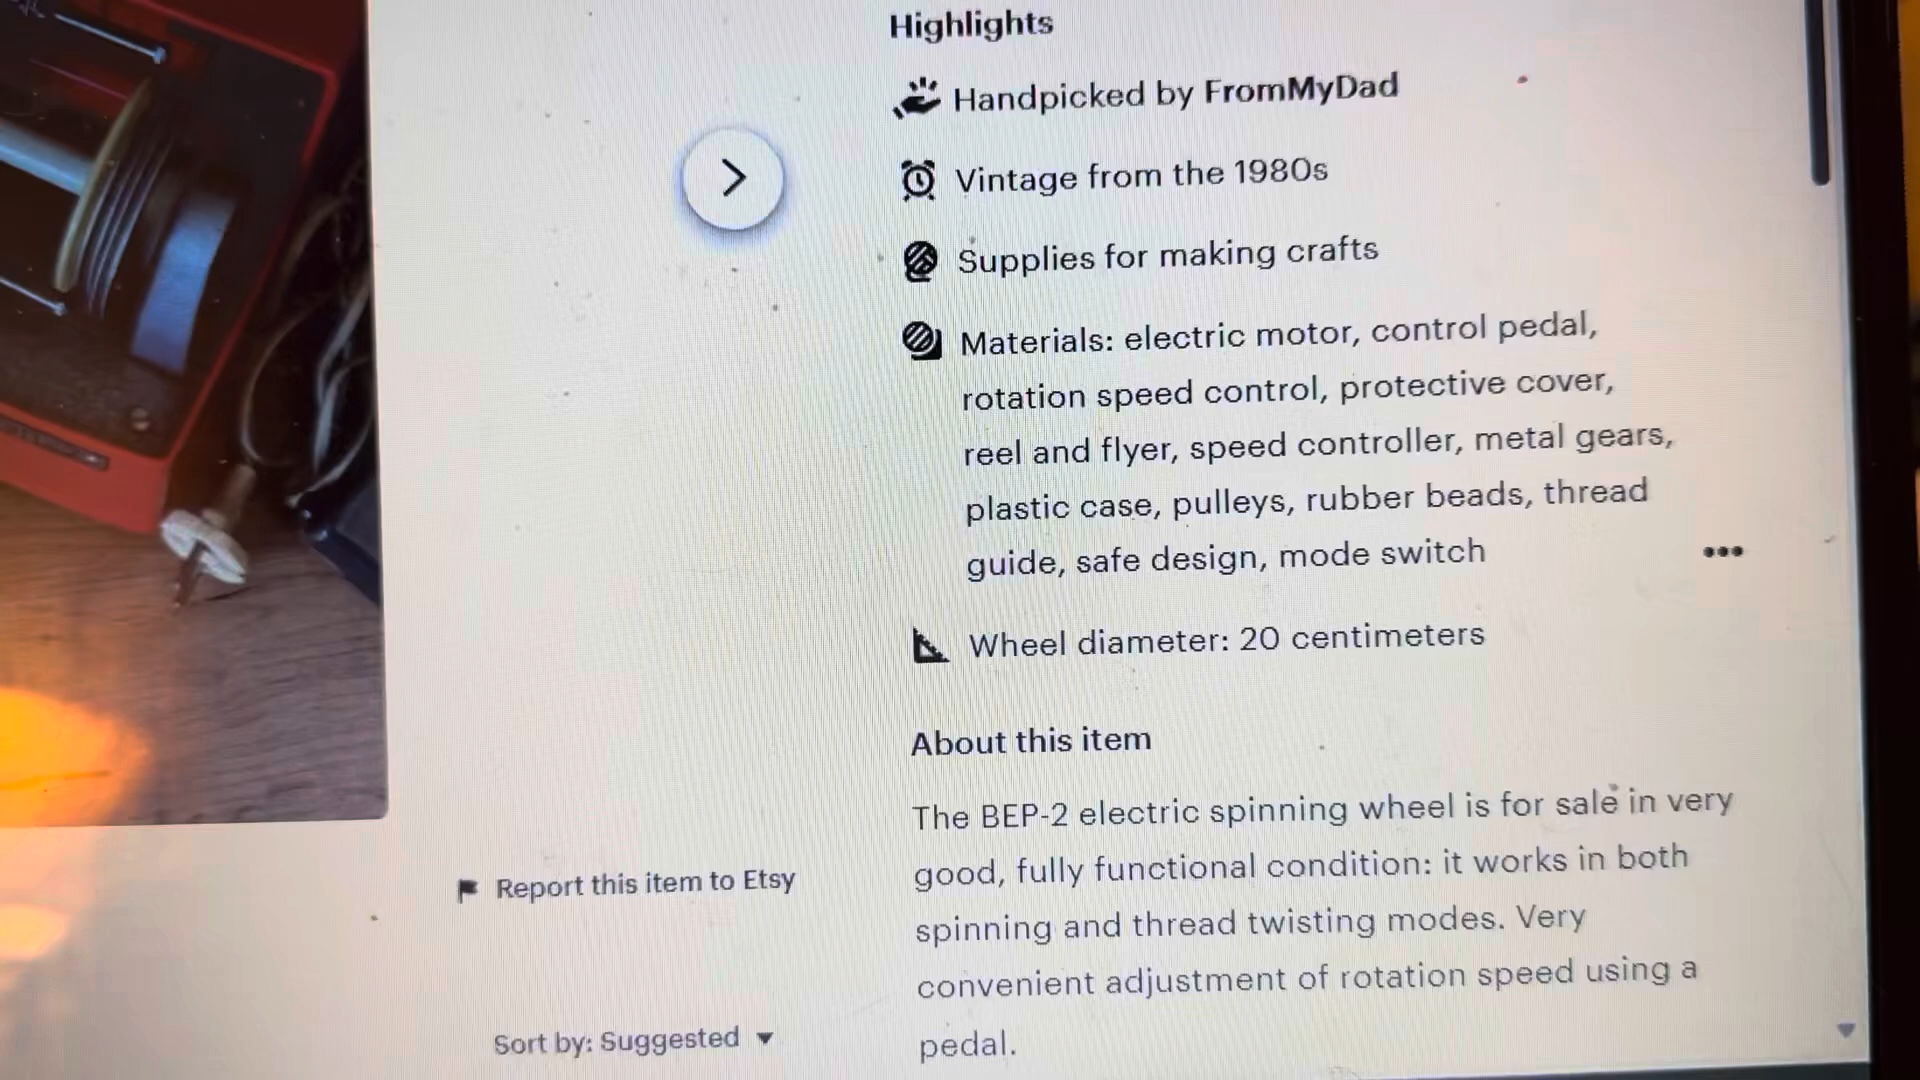 Highlights
Handpicked by FromMyDad
Vintage from the 1980s
Supplies for making crafts
Materials: electric motor, control pedal,
rotation speed control, protective cover,
reel and flyer, speed controller, metal gears,
plastic case, pulleys, rubber beads, thread
guide, safe design, mode switch
Wheel diameter: 20 centimeters
About this item
The BEP-2 electric spinning wheel is for sale in very
good, fully functional condition: it works in both
spinning and thread twisting modes. Very
convenient adjustment of rotation speed using a
pedal.
Report this item to Etsy
Sort by: Suggested